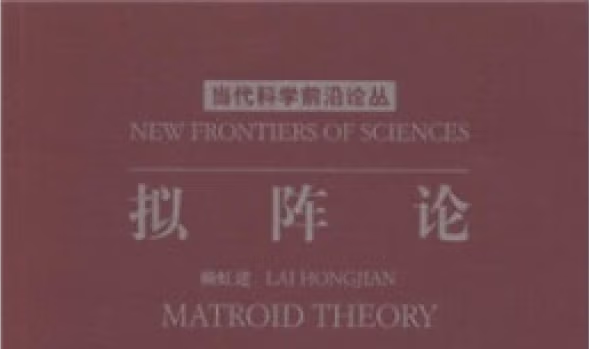 当代科学前沿论丛
NEW FRONTIERS OF SCIENCES
拟阵论
赖虹建 LAI HONGJIAN
MATROID THEORY